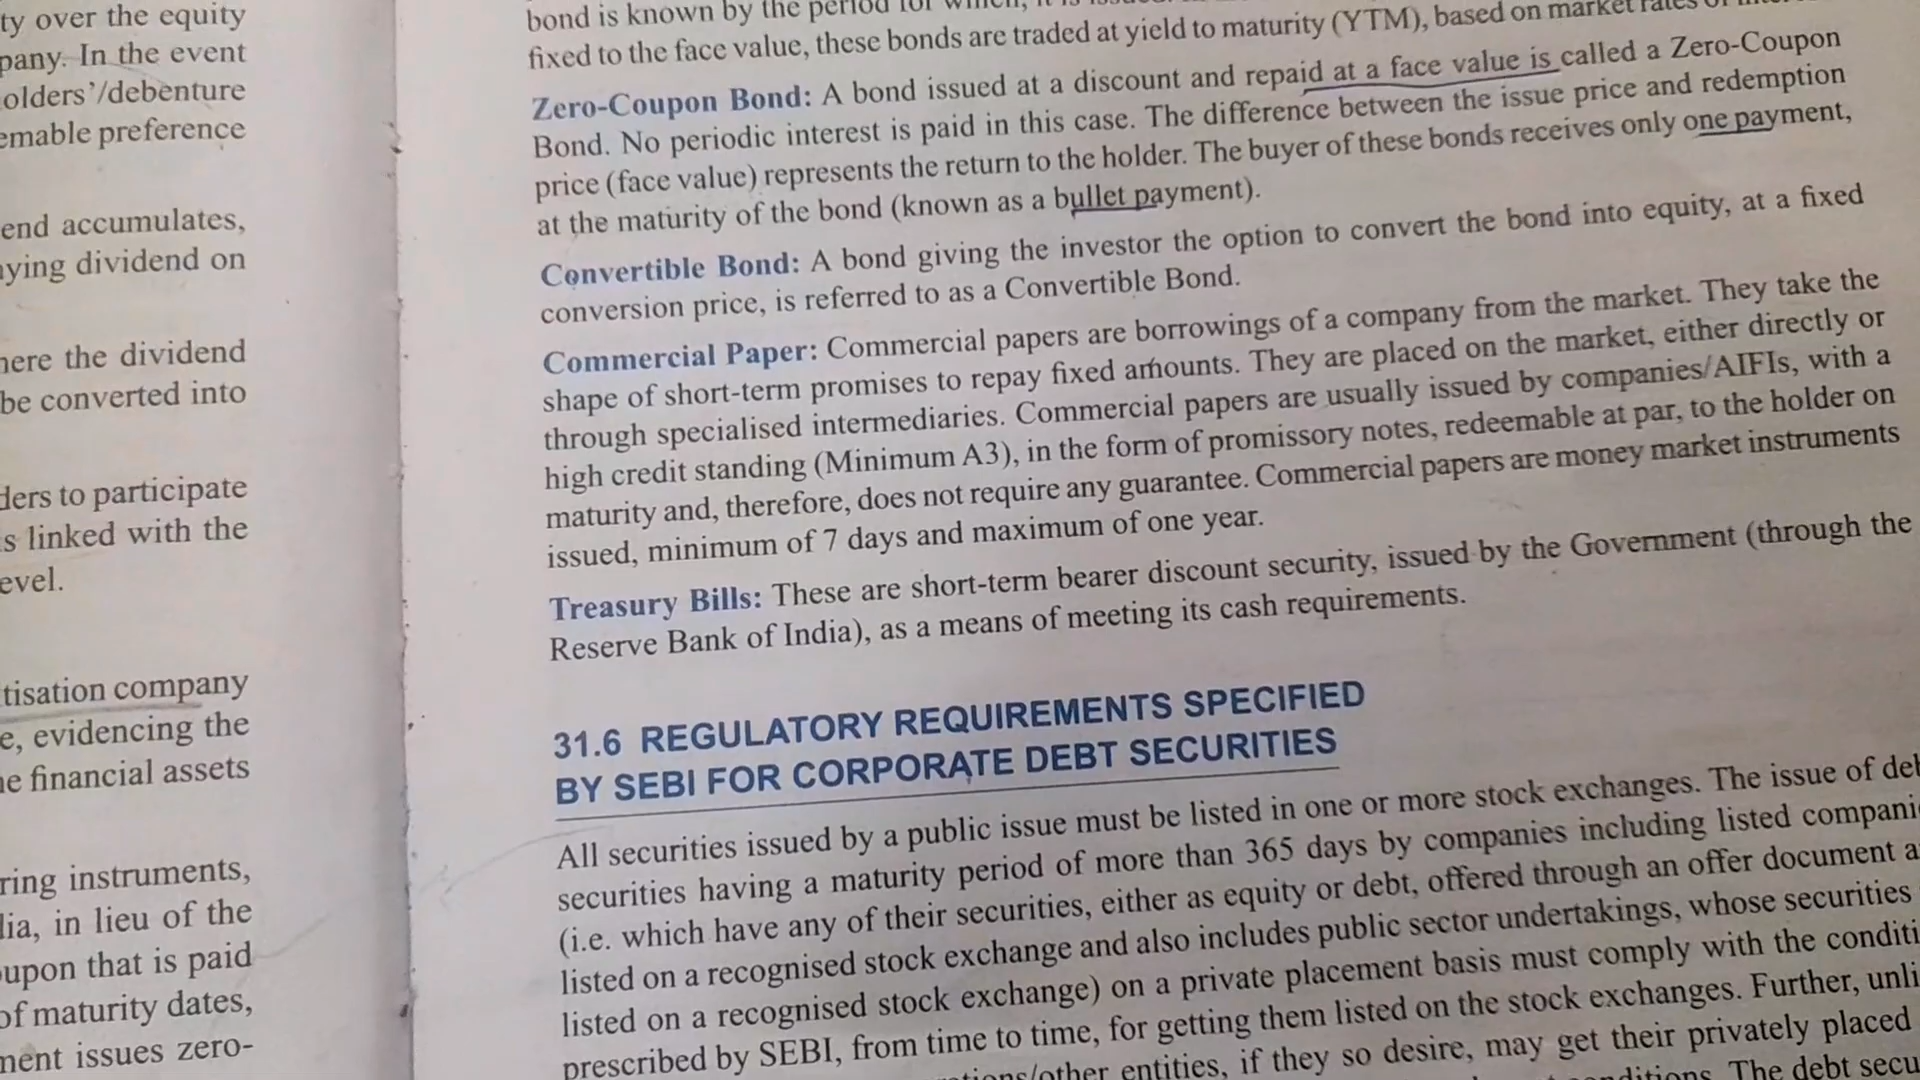 ty over the equity
pany. In the event
olders'/debenture
emable preference
end accumulates,
aying dividend on
here the dividend
be converted into
ders to participate
s linked with the
evel.
tisation company
e, evidencing the
he financial assets
ring instruments,
dia, in lieu of the
oupon that is paid
of maturity dates,
ment issues zero-
bond is known by the period for which, it is issued.
fixed to the face value, these bonds are traded at yield to maturity (YTM), based on market rates of
Zero-Coupon Bond: A bond issued at a discount and repaid at a face value is called a Zero-Coupon
Bond. No periodic interest is paid in this case. The difference between the issue price and redemption
price (face value) represents the return to the holder. The buyer of these bonds receives only one payment,
at the maturity of the bond (known as a bullet payment).
Convertible Bond: A bond giving the investor the option to convert the bond into equity, at a fixed
conversion price, is referred to as a Convertible Bond.
Commercial Paper: Commercial papers are borrowings of a company from the market. They take the
shape of short-term promises to repay fixed amounts. They are placed on the market, either directly or
through specialised intermediaries. Commercial papers are usually issued by companies/AIFIs, with a
high credit standing (Minimum A3), in the form of promissory notes, redeemable at par, to the holder on
maturity and, therefore, does not require any guarantee. Commercial papers are money market instruments
issued, minimum of 7 days and maximum of one year.
Treasury Bills: These are short-term bearer discount security, issued by the Government (through the
Reserve Bank of India), as a means of meeting its cash requirements.
31.6 REGULATORY REQUIREMENTS SPECIFIED
BY SEBI FOR CORPORATE DEBT SECURITIES
All securities issued by a public issue must be listed in one or more stock exchanges. The issue of deb
securities having a maturity period of more than 365 days by companies including listed compani
(i.e. which have any of their securities, either as equity or debt, offered through an offer document a
listed on a recognised stock exchange and also includes public sector undertakings, whose securities
listed on a recognised stock exchange) on a private placement basis must comply with the conditi
prescribed by SEBI, from time to time, for getting them listed on the stock exchanges. Further, unli
/other entities, if they so desire, may get their privately placed
The debt secu